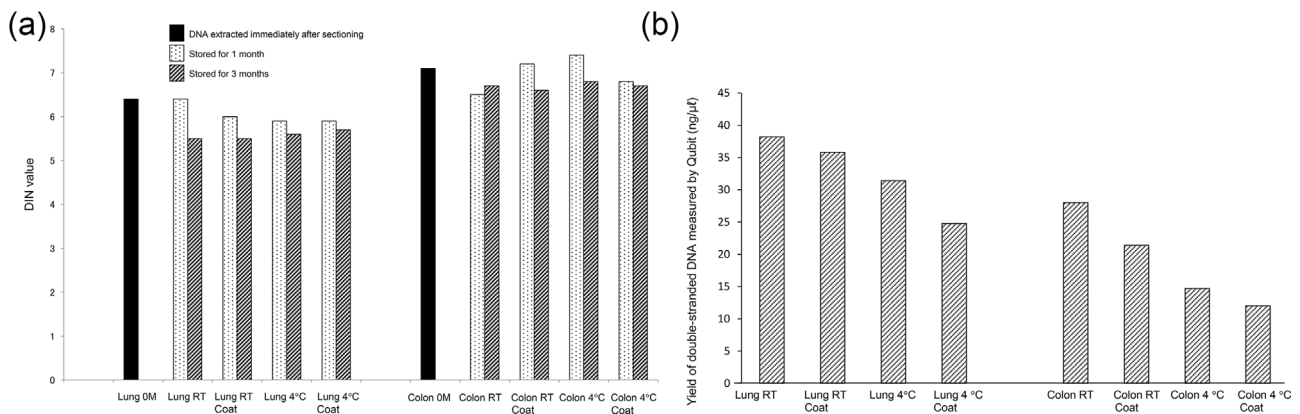 (a)
DNA extracted immediately after sectioning
Stored for 1 month
Stored for 3 months
DIN value
8
7
6
5
4
3
2
1
0
Lung 0M
Lung RT
Lung RT
Coat
Lung 4°C
Lung 4°C
Coat
Colon 0M
Colon RT
Colon RT
Coat
Colon 4°C
Colon 4°C
Coat
(b)
Yield of double-stranded DNA measured by Qubit (ng/μℓ)
45
40
35
30
25
20
15
10
5
0
Lung RT
Lung RT
Coat
Lung 4°C
Lung 4°C
Coat
Colon RT
Colon RT
Coat
Colon 4 °C
Colon 4 °C
Coat